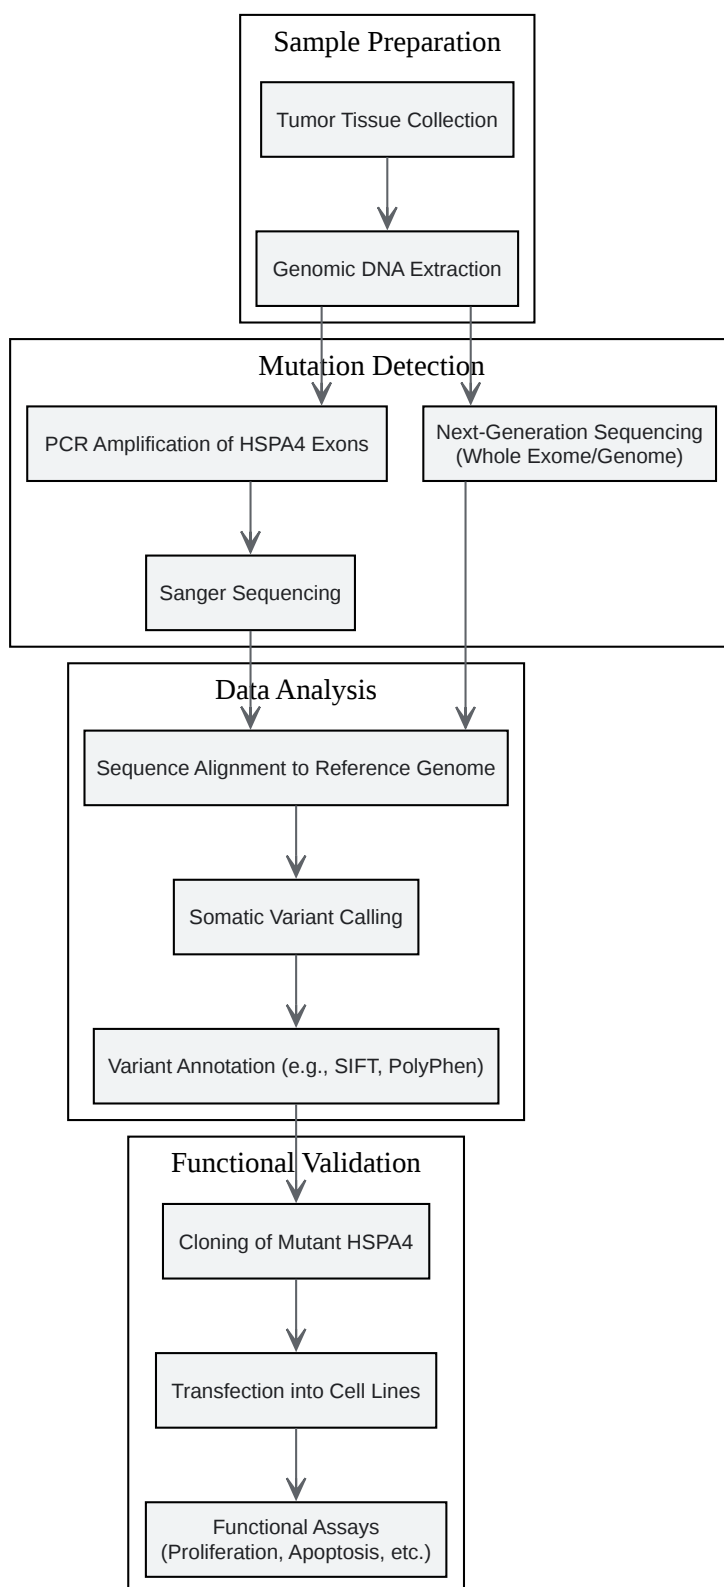 Sample Preparation
Tumor Tissue Collection
Genomic DNA Extraction
Mutation Detection
PCR Amplification of HSPA4 Exons
Next-Generation Sequencing
(Whole Exome/Genome)
Sanger Sequencing
Data Analysis
Sequence Alignment to Reference Genome
Somatic Variant Calling
Variant Annotation (e.g., SIFT, PolyPhen)
Functional Validation
Cloning of Mutant HSPA4
Transfection into Cell Lines
Functional Assays
(Proliferation, Apoptosis, etc.)